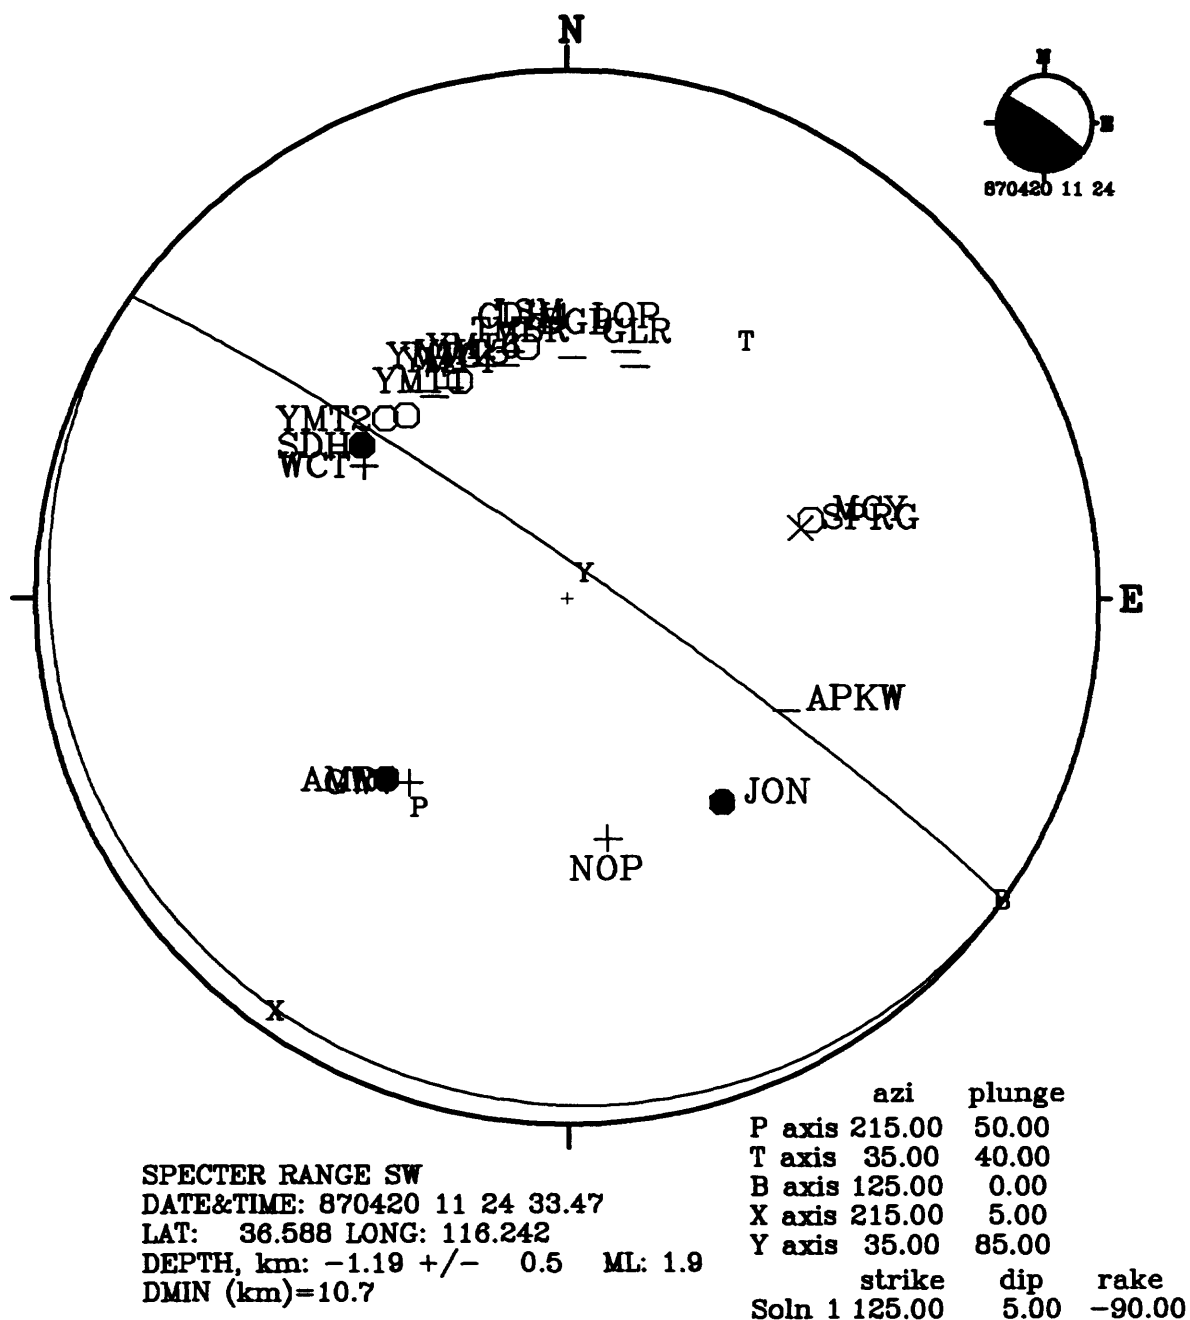 N
N
E
870420 11 24
LOP
GLR
T
YMT2
SDH
WCT
SPRG
Y
E
APKW
P
JON
NOP
B
X
azi plunge
P axis 215.00 50.00
T axis 35.00 40.00
B axis 125.00 0.00
X axis 215.00 5.00
Y axis 35.00 85.00
strike dip rake
Soln 1 125.00 5.00 -90.00
SPECTER RANGE SW
DATE&TIME: 870420 11 24 33.47
LAT: 36.588 LONG: 116.242
DEPTH, km: -1.19 +/- 0.5 ML: 1.9
DMIN (km)=10.7